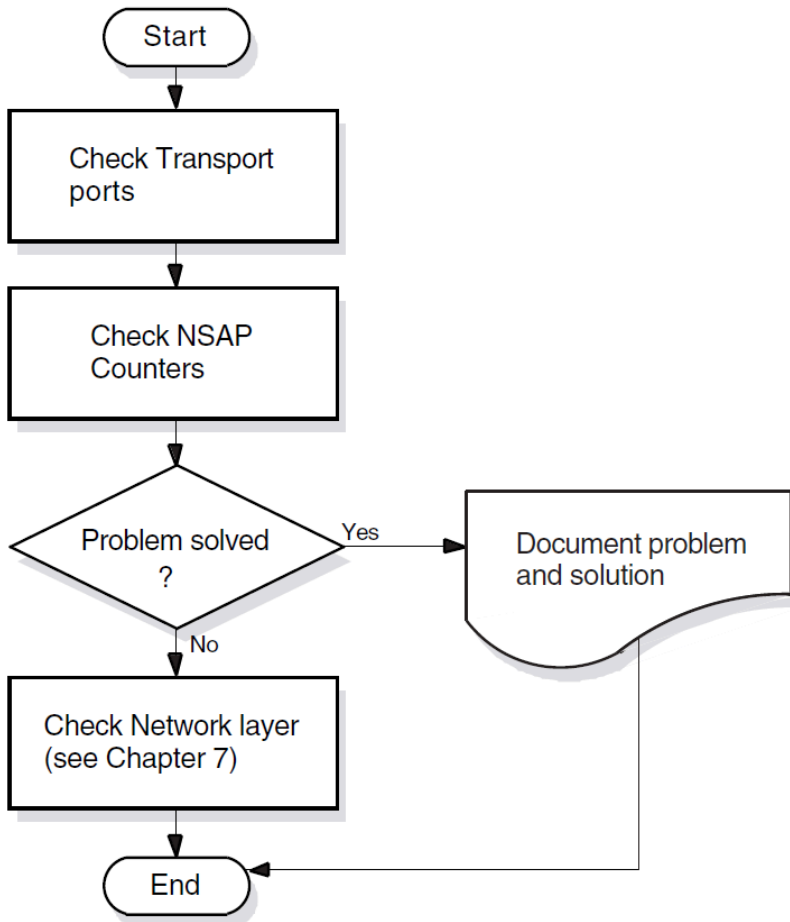 Start
Check Transport
ports
Check NSAP
Counters
Problem solved
?
Yes
Document problem
and solution
No
Check Network layer
(see Chapter 7)
End